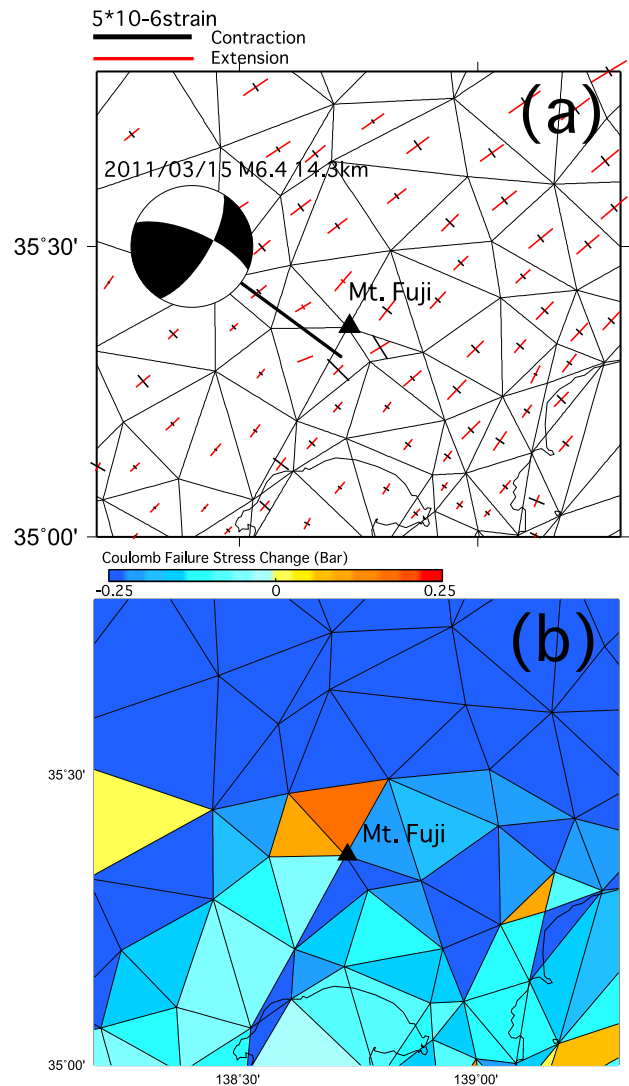 5*10-6strain
Contraction
Extension
(a)
2011/03/15 M6.4 14.3km
35˚30'
Mt. Fuji
35˚00'
Coulomb Failure Stress Change (Bar)
-0.25 0 0.25
(b)
35˚30'
Mt. Fuji
35˚00'
138˚30' 139˚00'